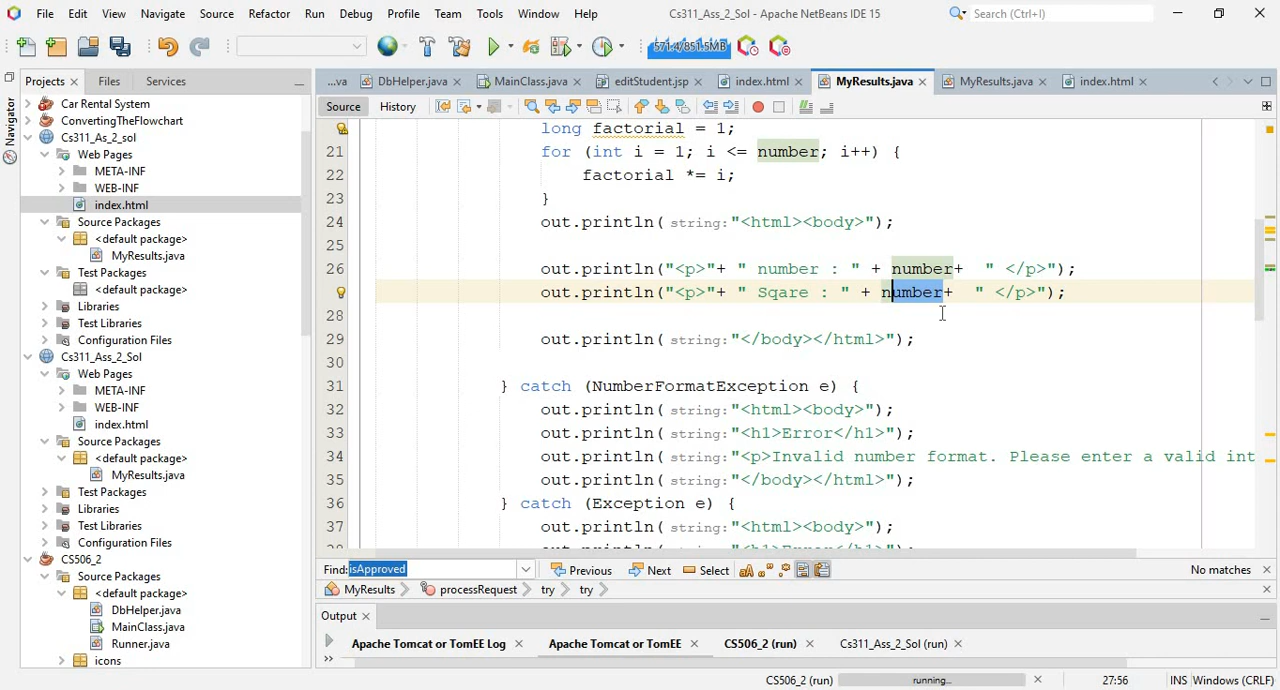 File Edit View Navigate Source Refactor Run Debug Profile Team Tools Window Help Cs311_Ass_2_Sol - Apache NetBeans IDE 15 Search (Ctrl+I)
571.4/851.5MB
Projects Files Services
...va DbHelper.java MainClass.java editStudent.jsp index.html MyResults.java MyResults.java index.html
Source History
Navigator
Car Rental System
ConvertingTheFlowchart
Cs311_As_2_sol
Web Pages
META-INF
WEB-INF
index.html
Source Packages
<default package>
MyResults.java
Test Packages
<default package>
Libraries
Test Libraries
Configuration Files
Cs311_Ass_2_Sol
Web Pages
META-INF
WEB-INF
index.html
Source Packages
<default package>
MyResults.java
Test Packages
Libraries
Test Libraries
Configuration Files
CS506_2
Source Packages
<default package>
DbHelper.java
MainClass.java
Runner.java
icons
long factorial = 1;
21 for (int i = 1; i <= number; i++) {
22 factorial *= i;
23 }
24 out.println( string: "<html><body>");
25
26 out.println("<p>"+ " number : " + number+ " </p>");
out.println("<p>"+ " Sqare : " + number+ " </p>");
28
29 out.println( string: "</body></html>");
30
31 } catch (NumberFormatException e) {
32 out.println( string: "<html><body>");
33 out.println( string: "<h1>Error</h1>");
34 out.println( string: "<p>Invalid number format. Please enter a valid int
35 out.println( string: "</body></html>");
36 } catch (Exception e) {
37 out.println( string: "<html><body>");
Find: isApproved Previous Next Select No matches
MyResults processRequest try try
Output
Apache Tomcat or TomEE Log Apache Tomcat or TomEE CS506_2 (run) Cs311_Ass_2_Sol (run)
CS506_2 (run) running... 27:56 INS Windows (CRLF)